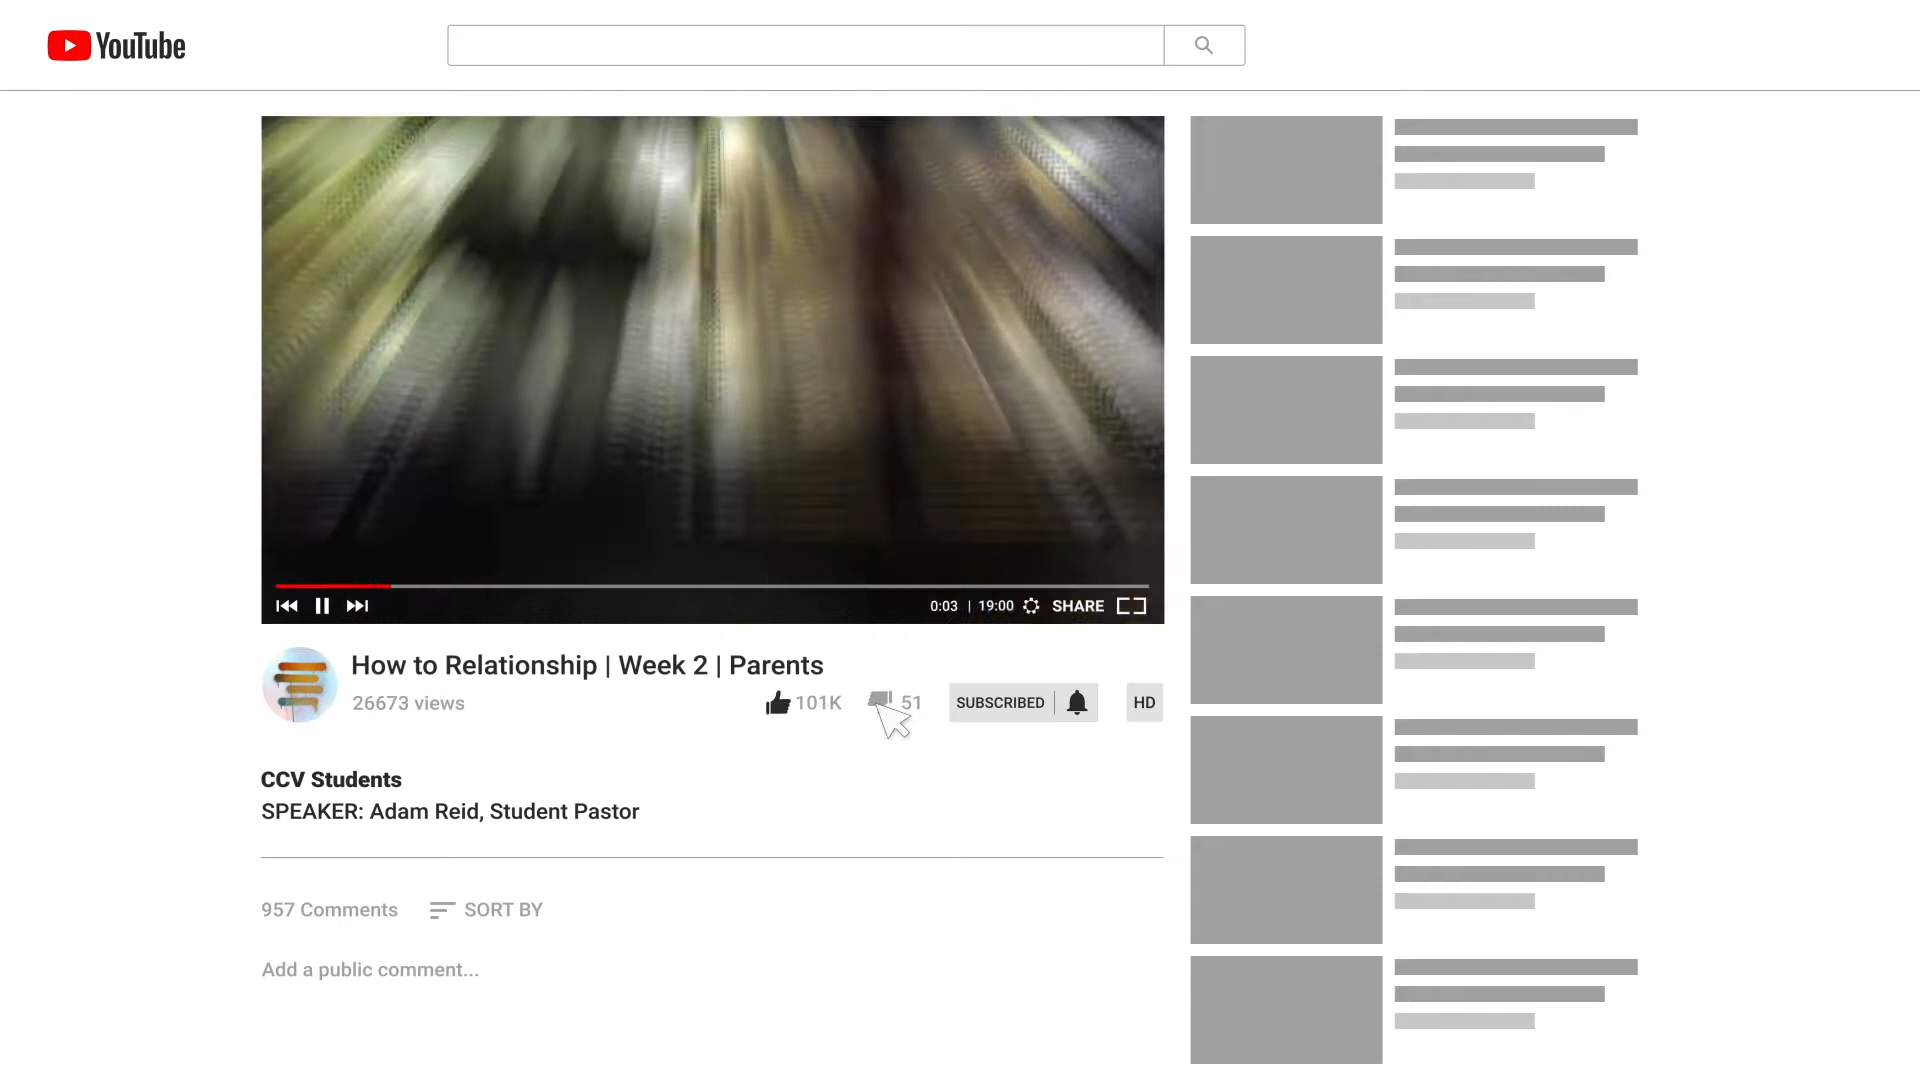 YouTube
0:03 | 19:00 SHARE
How to Relationship | Week 2 | Parents
26673 views
101K 51 SUBSCRIBED HD
CCV Students
SPEAKER: Adam Reid, Student Pastor
957 Comments SORT BY
Add a public comment...